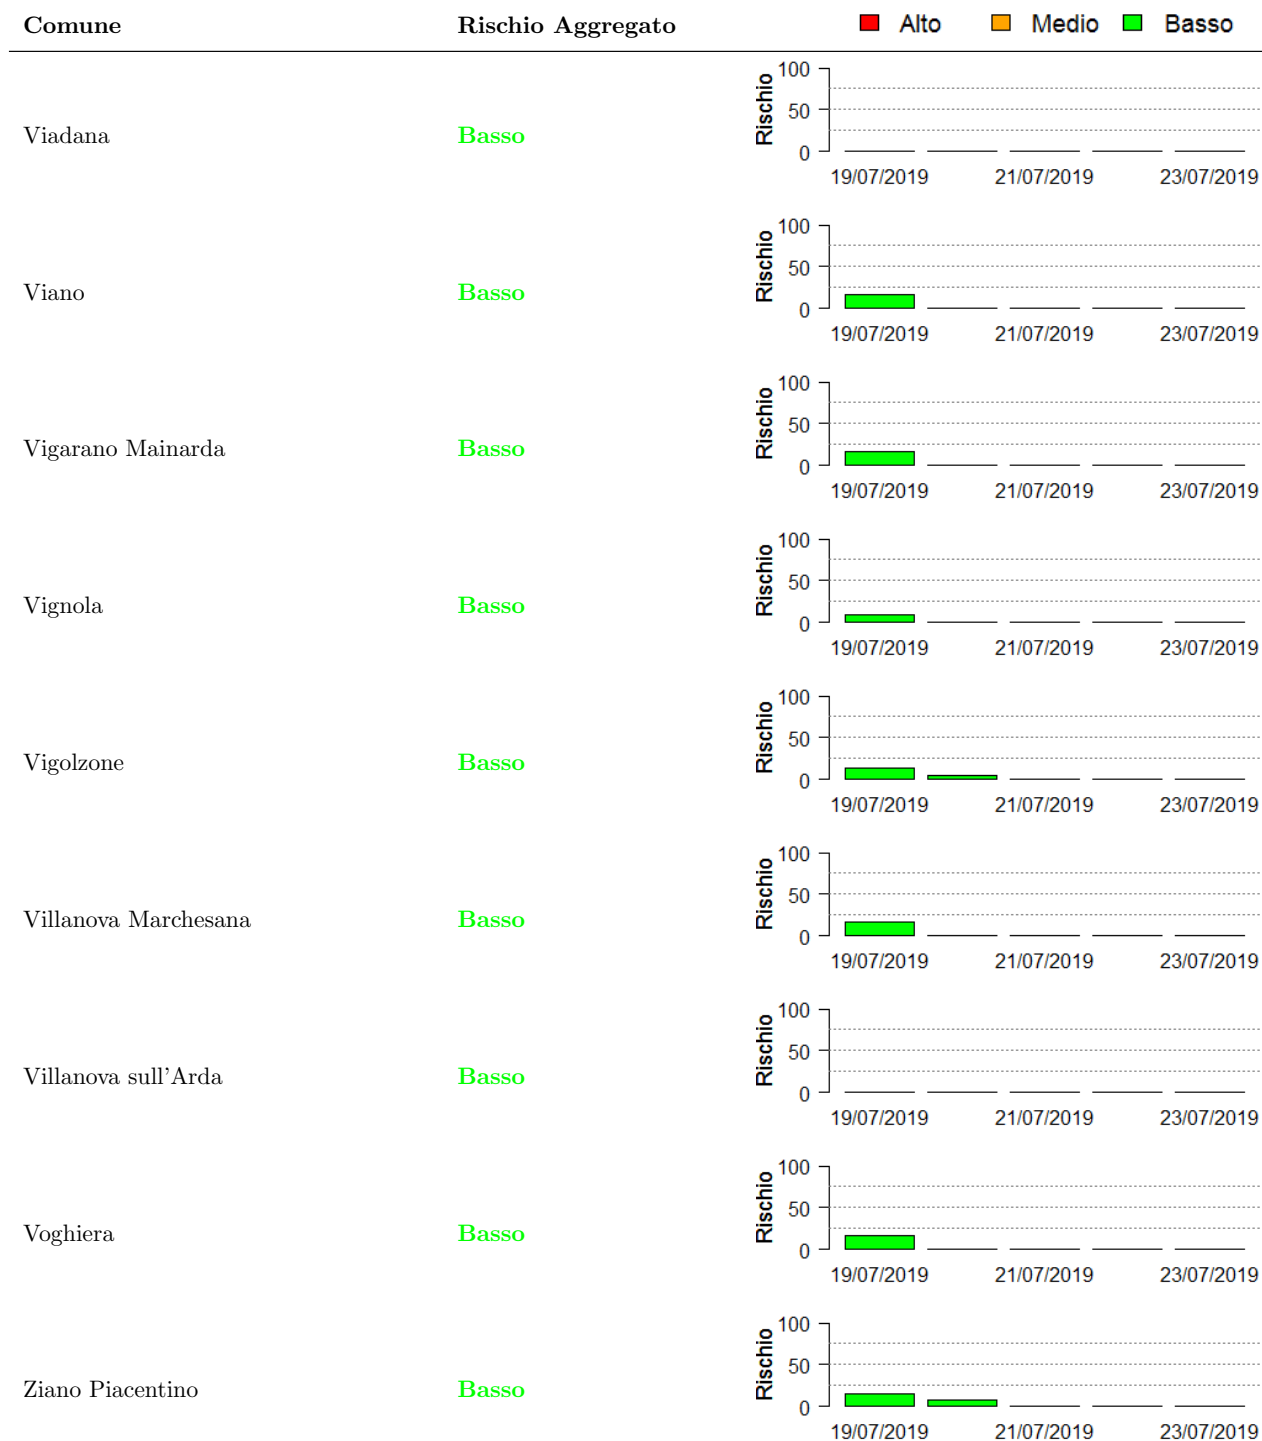 Comune Rischio Aggregato Alto Medio Basso
100
50
0
Rischio
Viadana Basso
19/07/2019 21/07/2019 23/07/2019
100
50
0
Rischio
Viano Basso
19/07/2019 21/07/2019 23/07/2019
100
50
0
Rischio
Vigarano Mainarda Basso
19/07/2019 21/07/2019 23/07/2019
100
50
0
Rischio
Vignola Basso
19/07/2019 21/07/2019 23/07/2019
100
50
0
Rischio
Vigolzone Basso
19/07/2019 21/07/2019 23/07/2019
100
50
0
Rischio
Villanova Marchesana Basso
19/07/2019 21/07/2019 23/07/2019
100
50
0
Rischio
Villanova sull'Arda Basso
19/07/2019 21/07/2019 23/07/2019
100
50
0
Rischio
Voghiera Basso
19/07/2019 21/07/2019 23/07/2019
100
50
0
Rischio
Ziano Piacentino Basso
19/07/2019 21/07/2019 23/07/2019